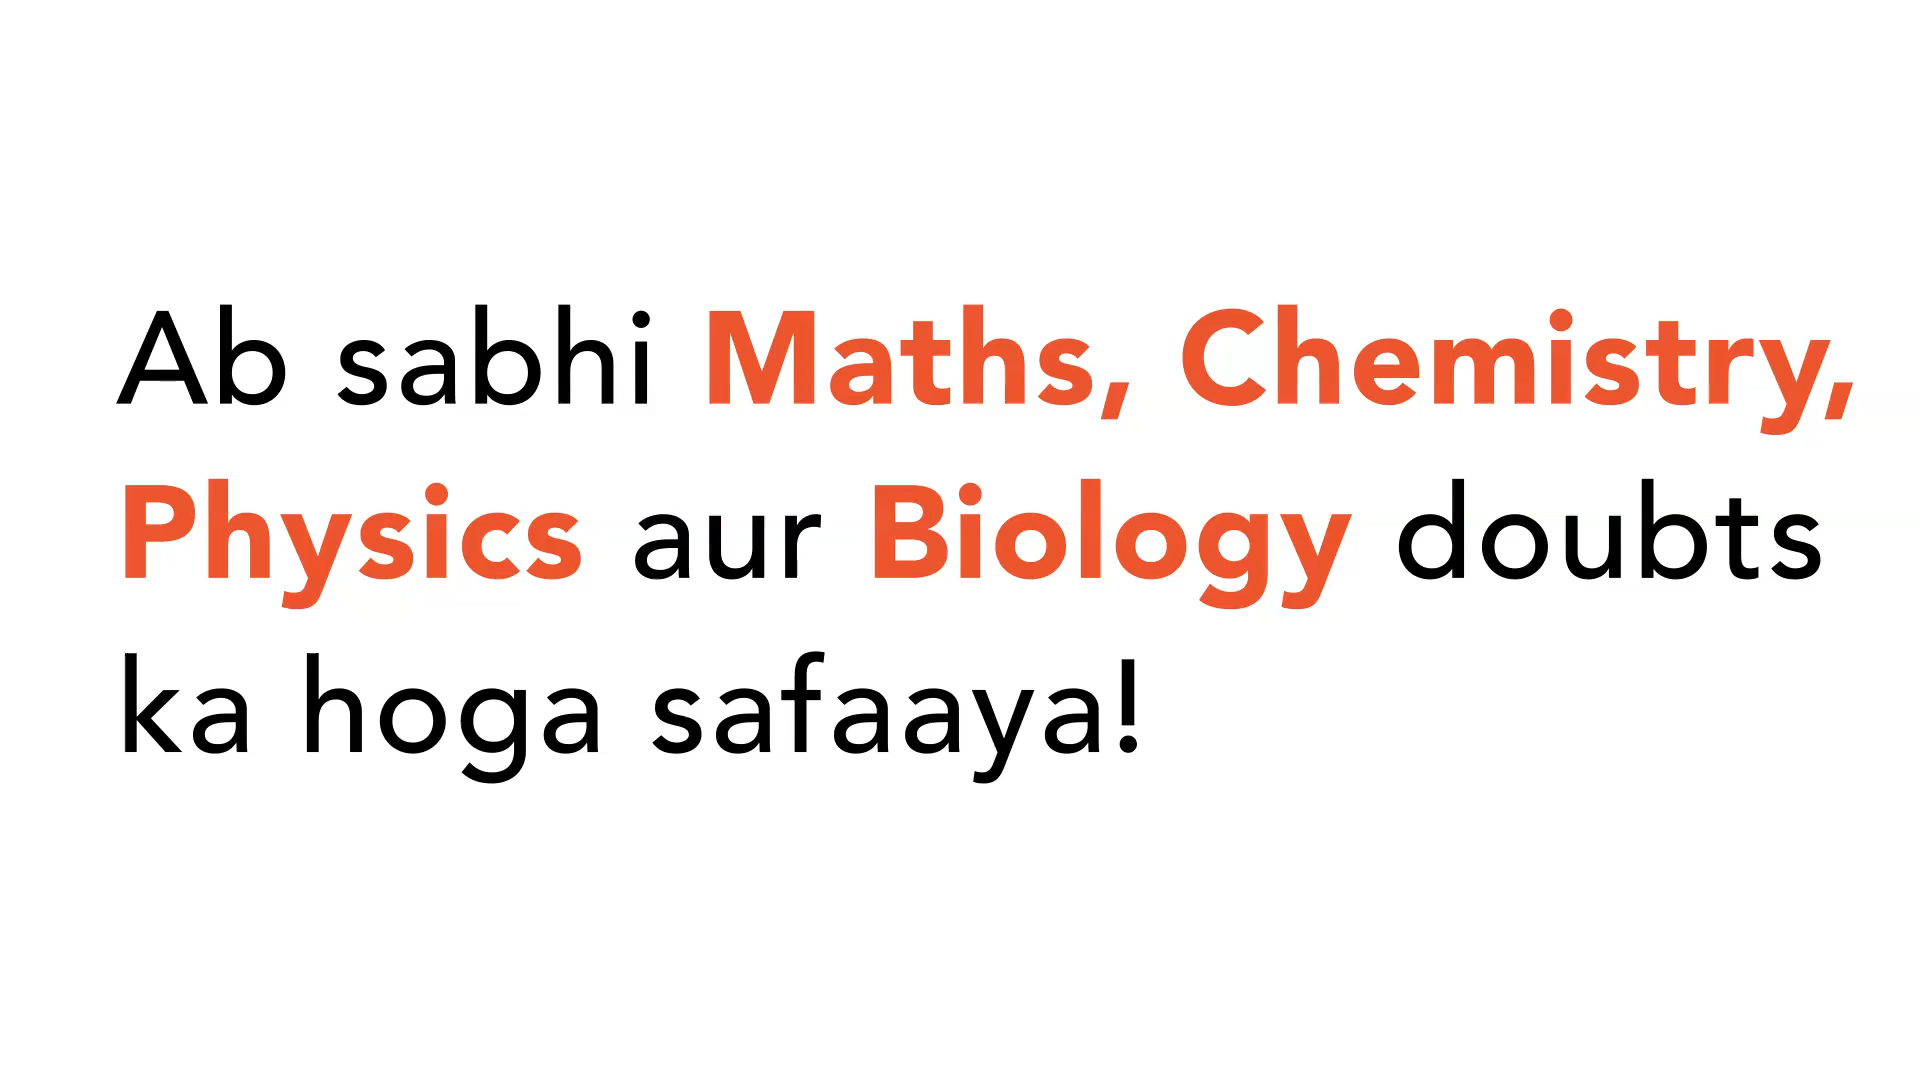 Ab sabhi Maths, Chemistry,
Physics aur Biology doubts
ka hoga safaaya!